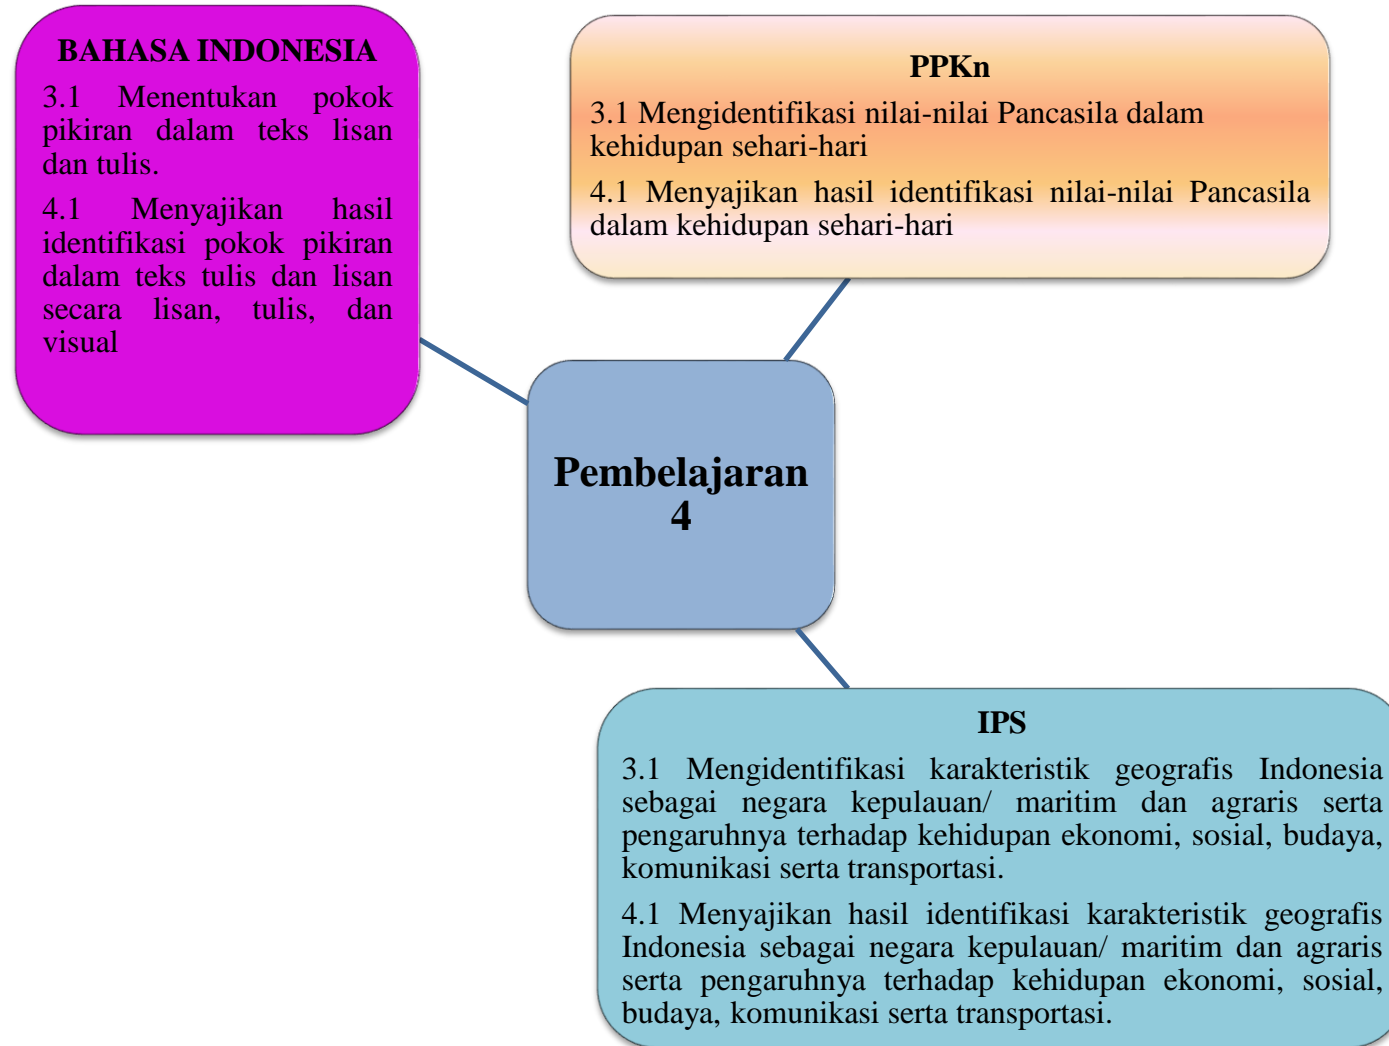 BAHASA INDONESIA
3.1 Menentukan pokok
pikiran dalam teks lisan
dan tulis.
4.1 Menyajikan hasil
identifikasi pokok pikiran
dalam teks tulis dan lisan
secara lisan, tulis, dan
visual
PPKn
3.1 Mengidentifikasi nilai-nilai Pancasila dalam
kehidupan sehari-hari
4.1 Menyajikan hasil identifikasi nilai-nilai Pancasila
dalam kehidupan sehari-hari
Pembelajaran
4
IPS
3.1 Mengidentifikasi karakteristik geografis Indonesia
sebagai negara kepulauan/ maritim dan agraris serta
pengaruhnya terhadap kehidupan ekonomi, sosial, budaya,
komunikasi serta transportasi.
4.1 Menyajikan hasil identifikasi karakteristik geografis
Indonesia sebagai negara kepulauan/ maritim dan agraris
serta pengaruhnya terhadap kehidupan ekonomi, sosial,
budaya, komunikasi serta transportasi.